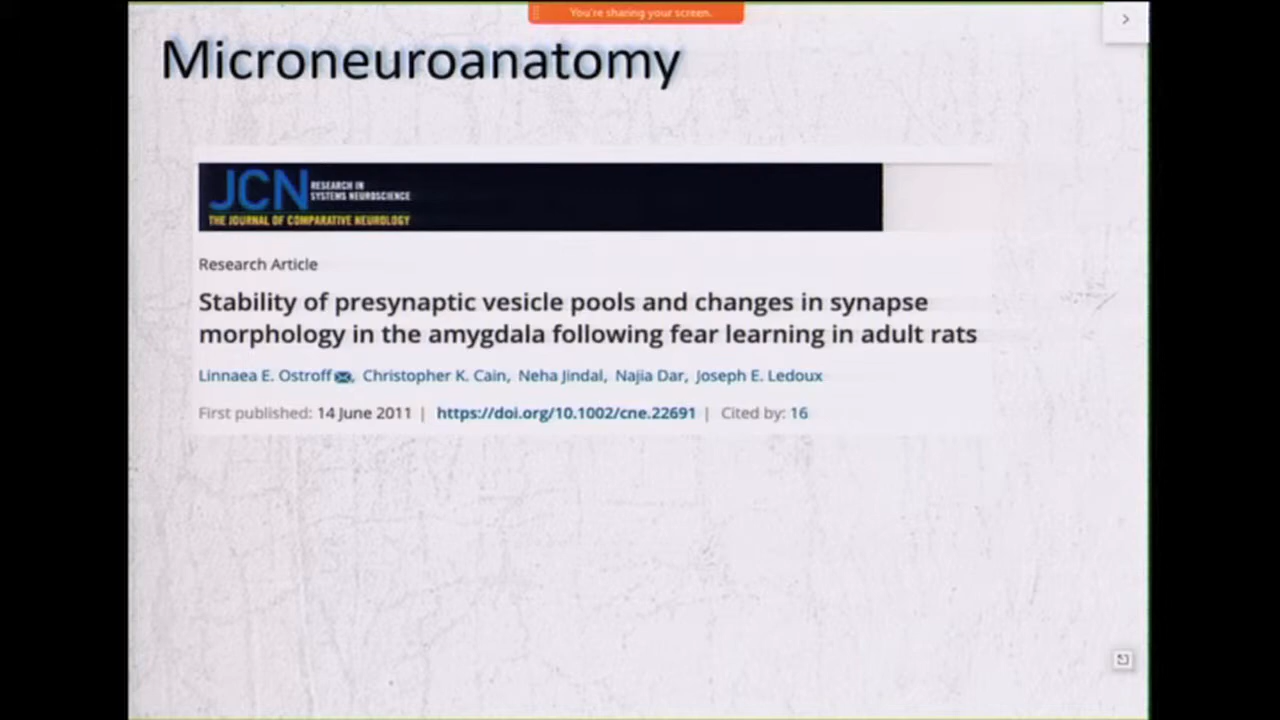 You're sharing your screen.
Microneuroanatomy
JCN RESEARCH IN
SYSTEMS NEUROSCIENCE
THE JOURNAL OF COMPARATIVE NEUROLOGY
Research Article
Stability of presynaptic vesicle pools and changes in synapse
morphology in the amygdala following fear learning in adult rats
Linnaea E. Ostroff, Christopher K. Cain, Neha Jindal, Najia Dar, Joseph E. Ledoux
First published: 14 June 2011 | https://doi.org/10.1002/cne.22691 | Cited by: 16